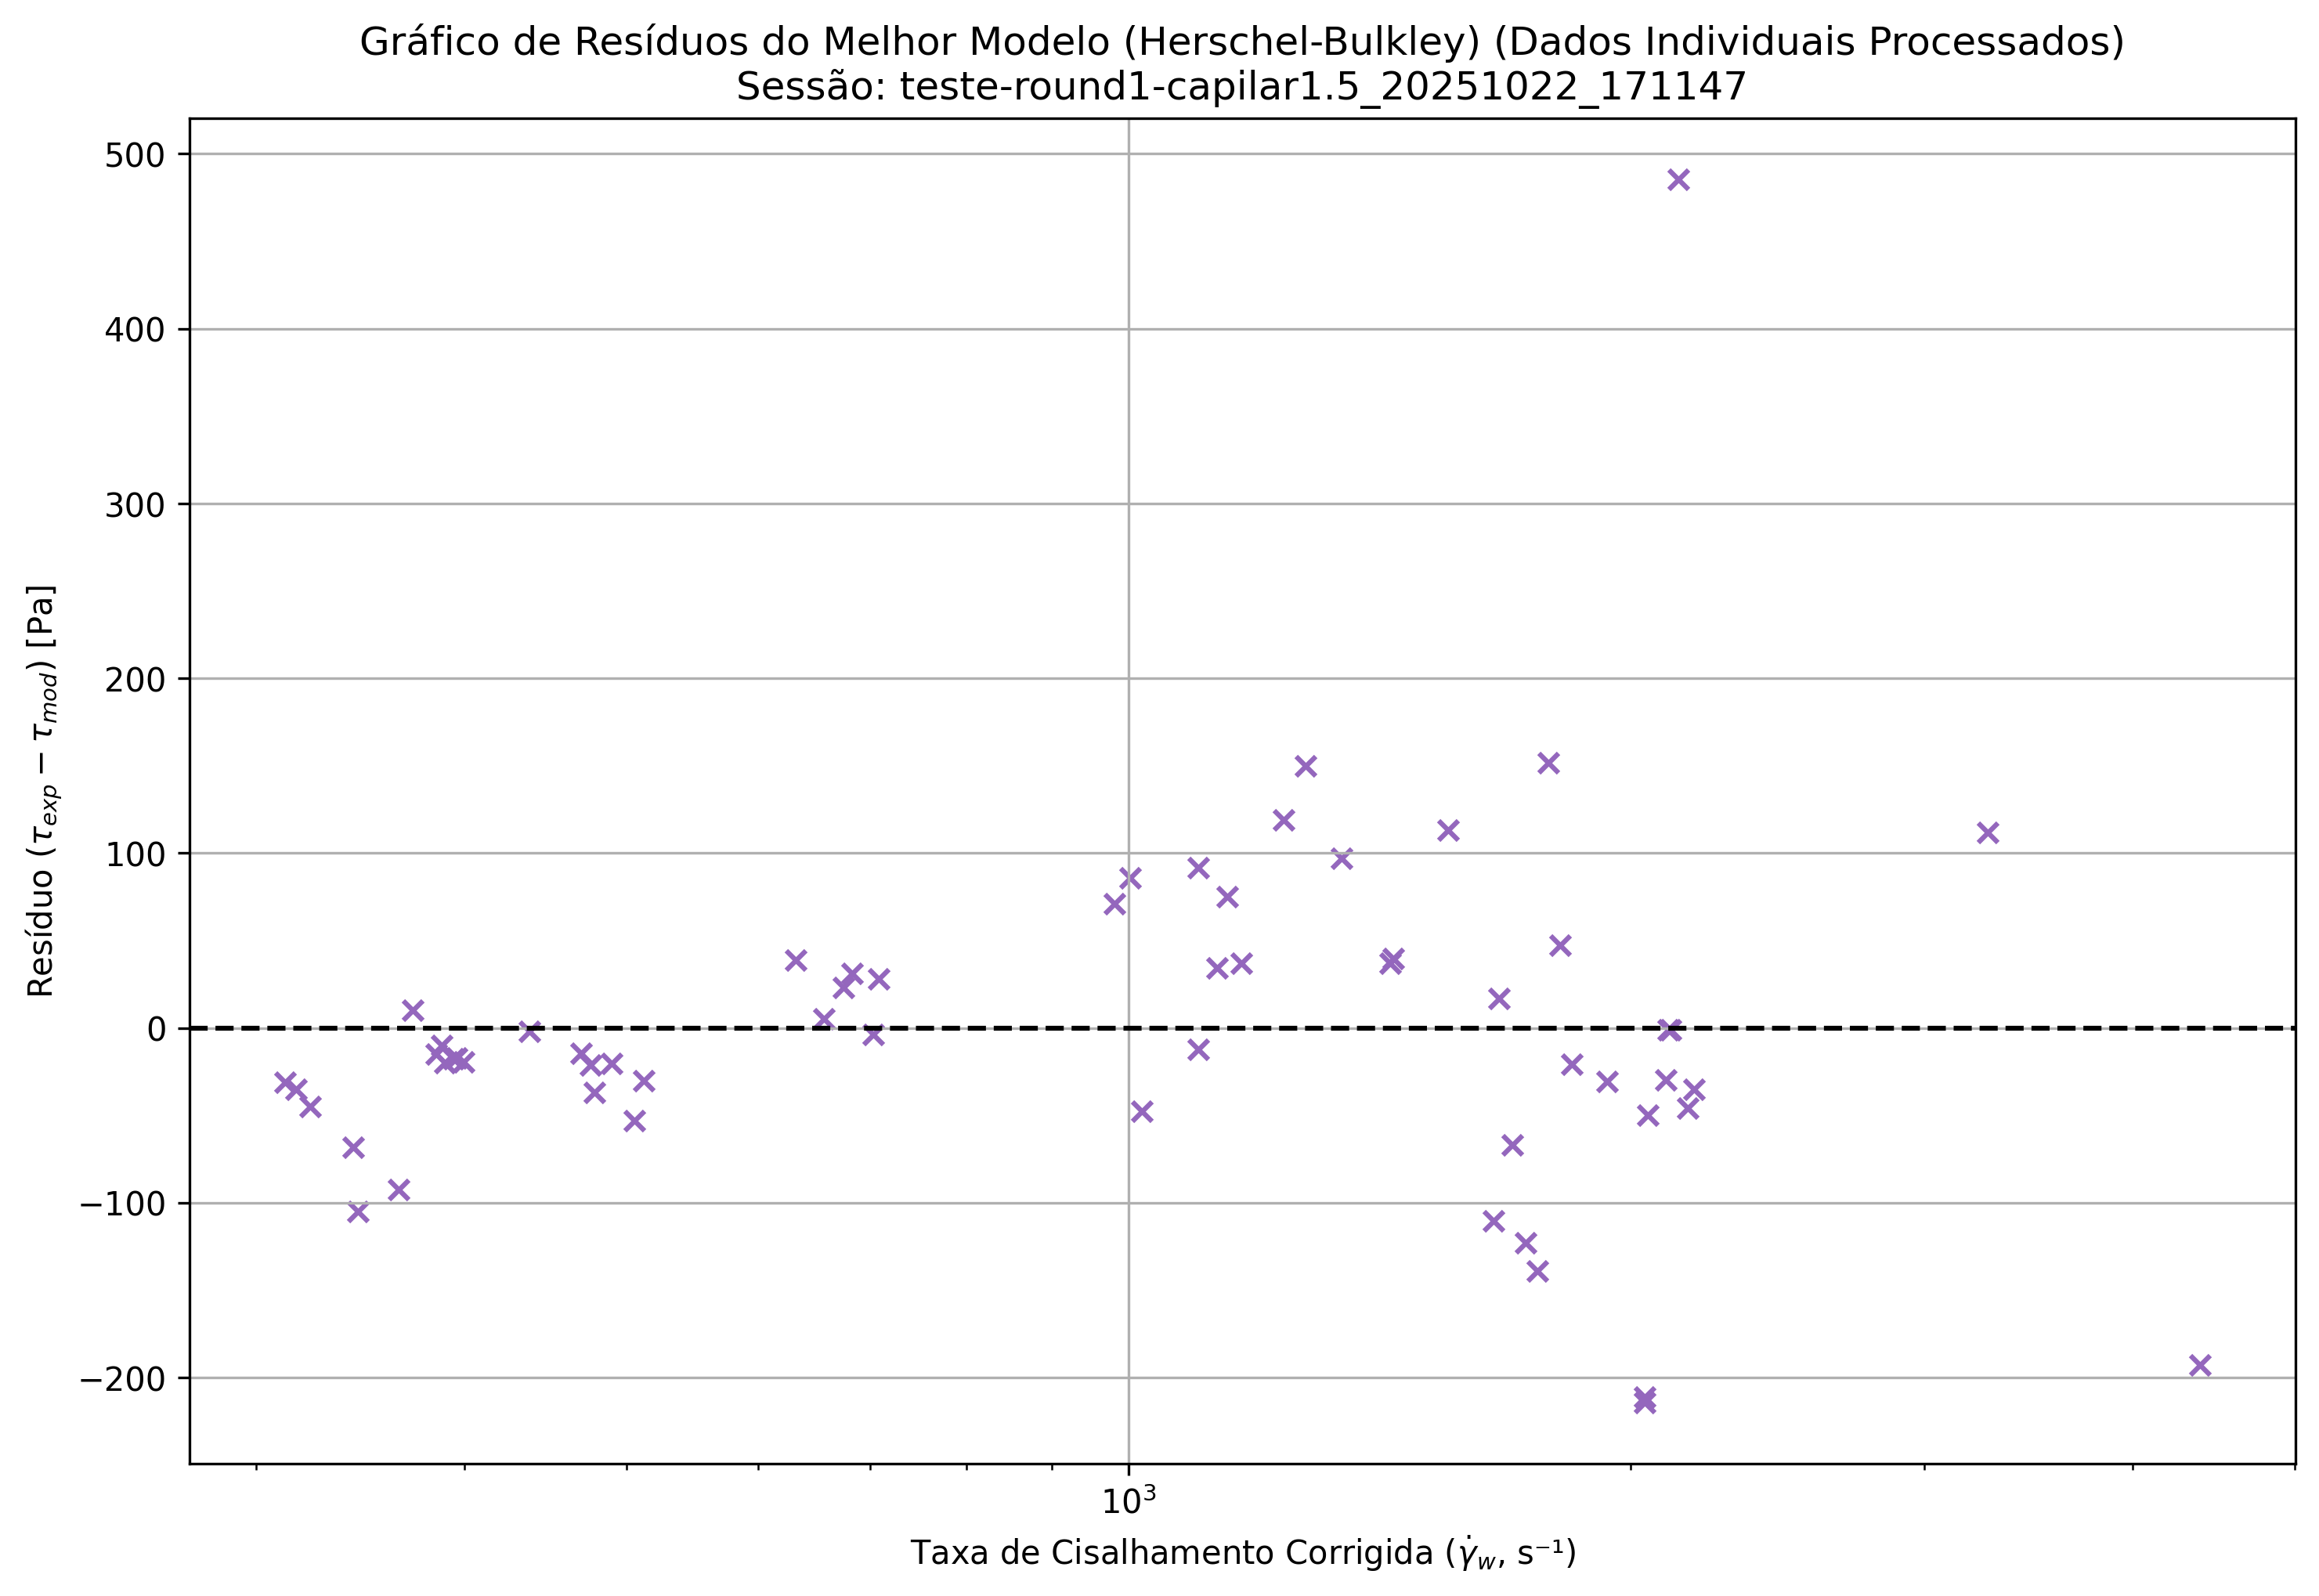 Gráfico de Resíduos do Melhor Modelo (Herschel-Bulkley) (Dados Individuais Processados)
Sessão: teste-round1-capilar1.5_20251022_171147
500
400
300
200
100
0
−100
−200
Resíduo (τexp − τmod) [Pa]
10³
Taxa de Cisalhamento Corrigida (γ̇w, s⁻¹)